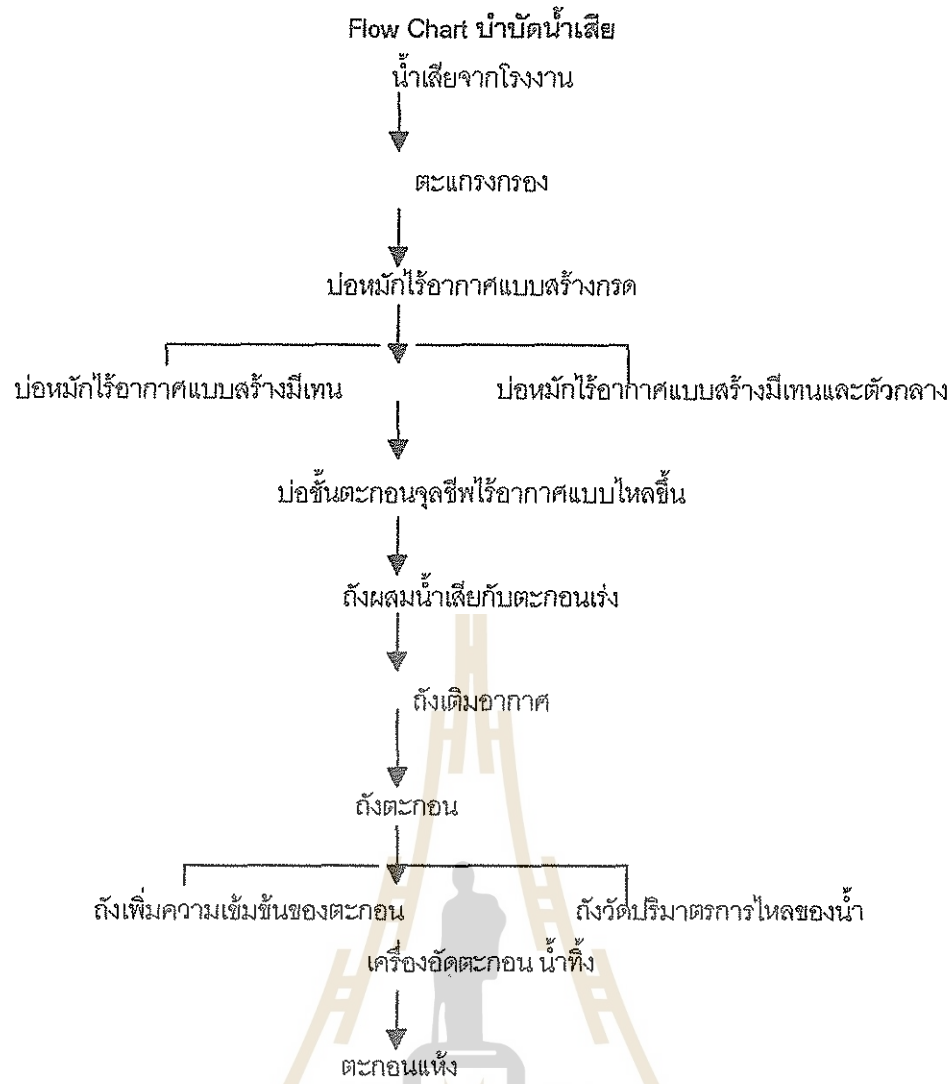 Flow Chart บำบัดน้ำเสีย
น้ำเสียจากโรงงาน
ตะแกรงกรอง
บ่อหมักไร้อากาศแบบสร้างกรด
บ่อหมักไร้อากาศแบบสร้างมีเทน บ่อหมักไร้อากาศแบบสร้างมีเทนและตัวกลาง
บ่อชั้นตะกอนจุลชีพไร้อากาศแบบไหลขึ้น
ถังผสมน้ำเสียกับตะกอนเร่ง
ถังเติมอากาศ
ถังตะกอน
ถังเพิ่มความเข้มข้นของตะกอน ถังวัดปริมาตรการไหลของน้ำ
เครื่องอัดตะกอน น้ำทิ้ง
ตะกอนแห้ง